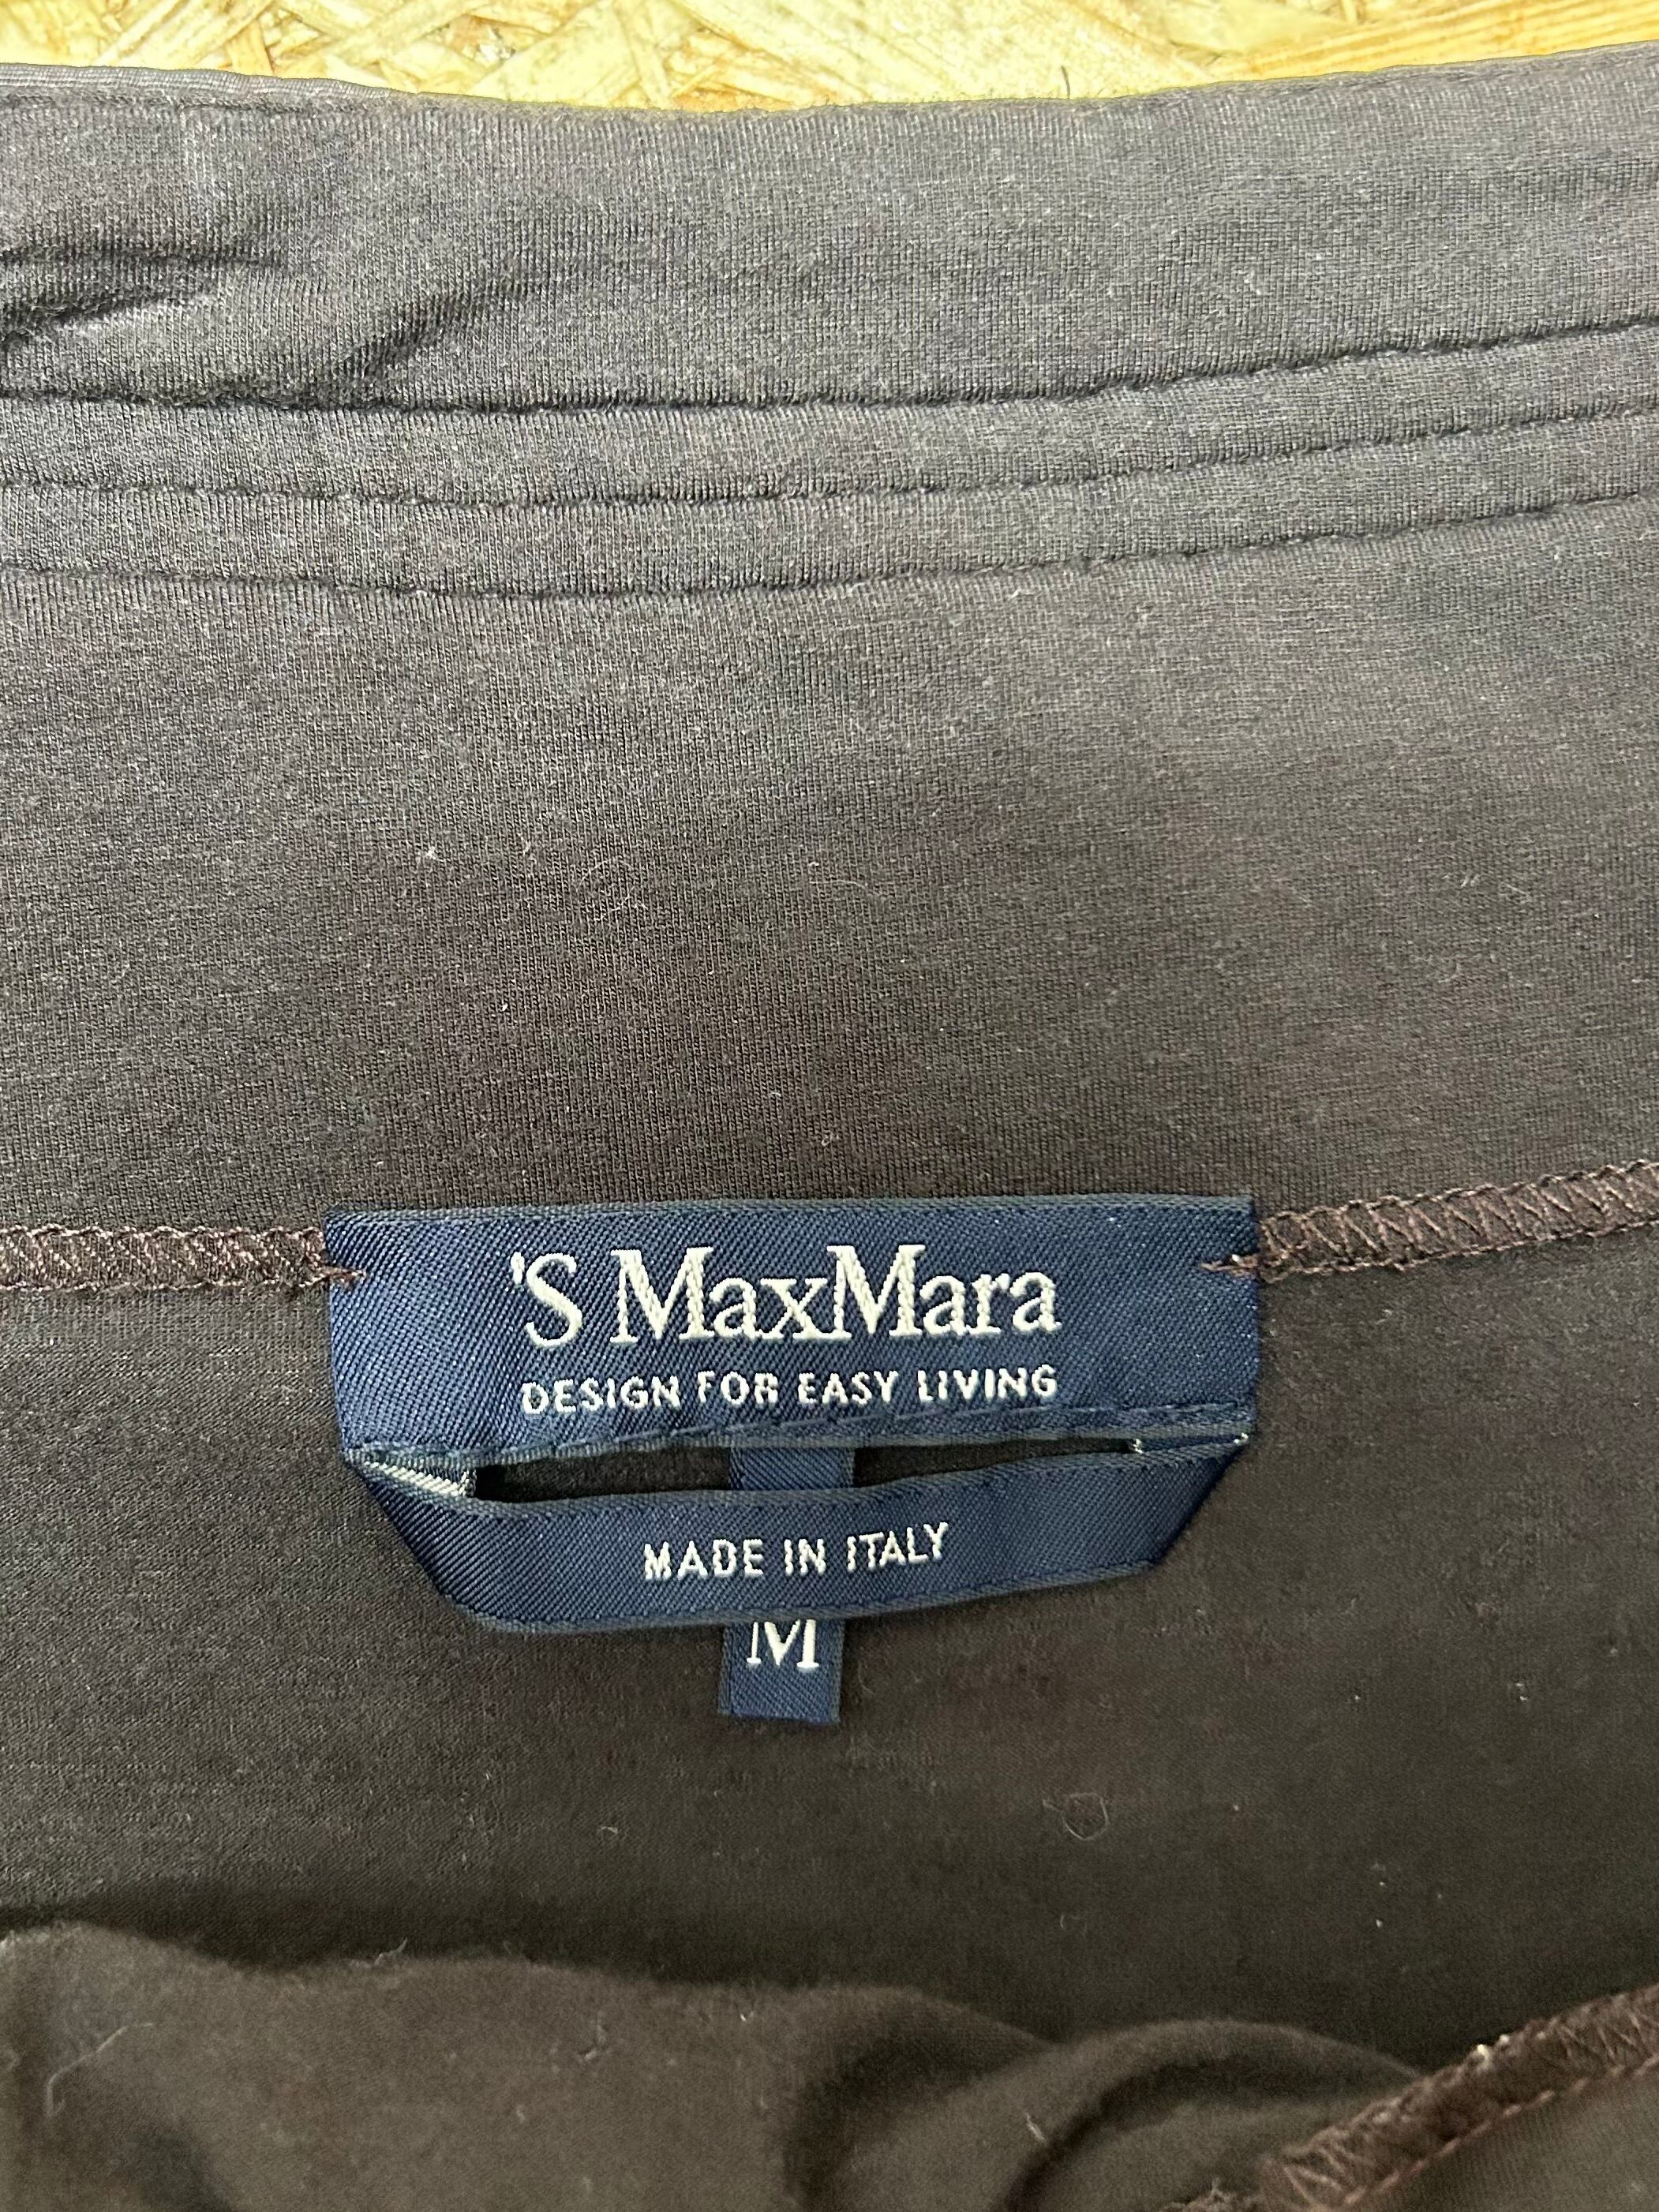 'S MaxMara
DESIGN FOR EASY LIVING
MADE IN ITALY
M